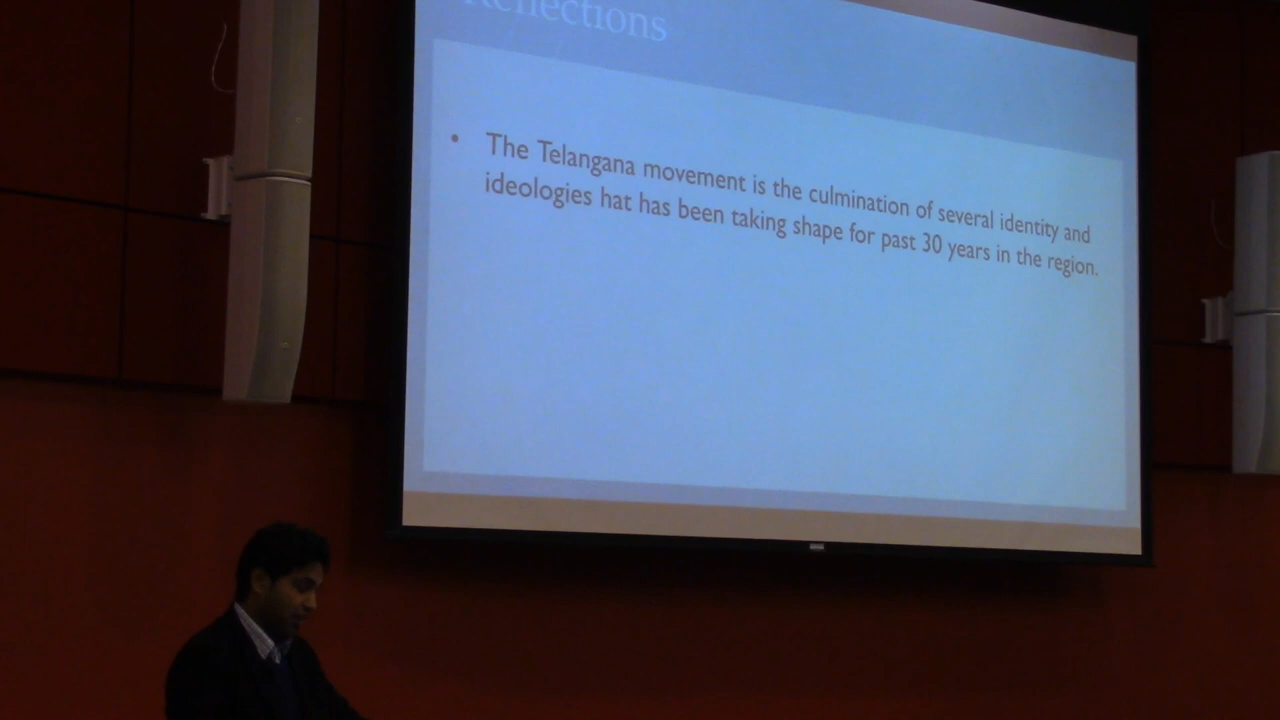 Reflections
• The Telangana movement is the culmination of several identity and
ideologies hat has been taking shape for past 30 years in the region.